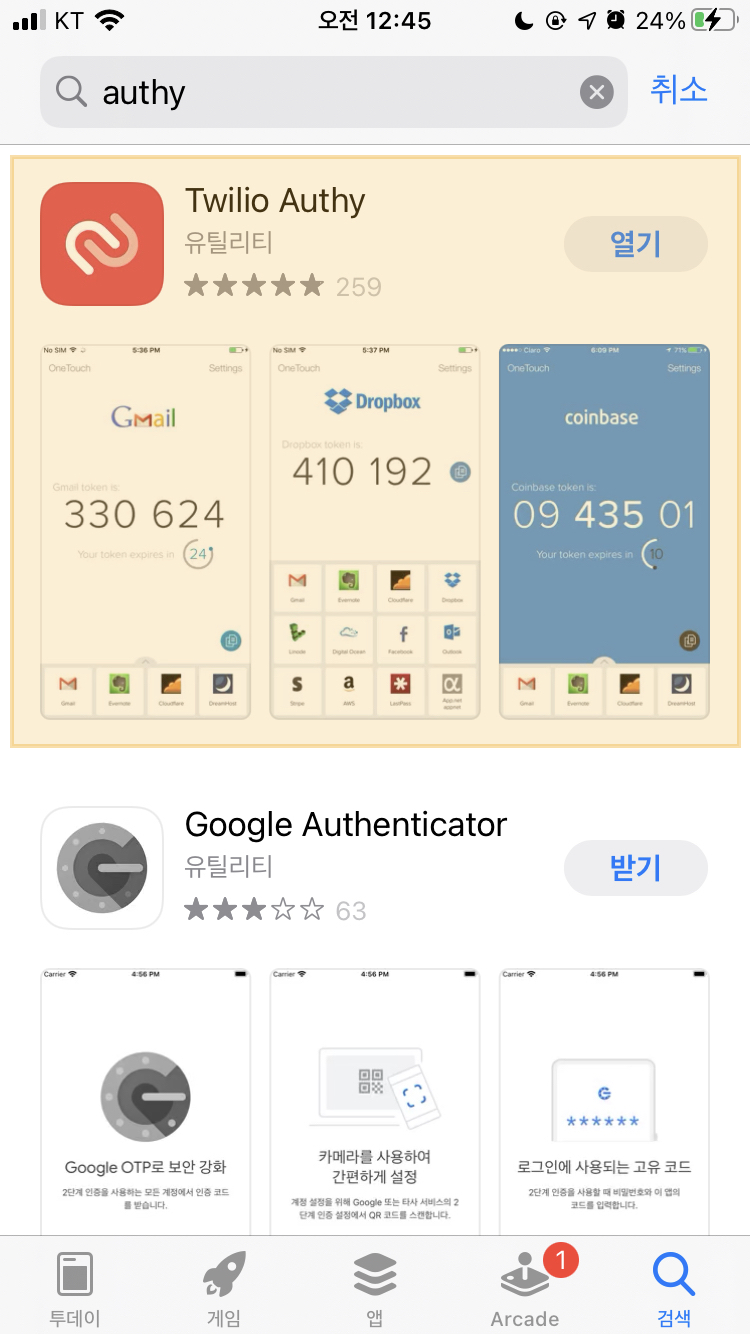 KT 오전 12:45 24%
authy 취소
Twilio Authy
유틸리티
열기
259
No SIM 5:36 PM
OneTouch Settings
Gmail
Gmail token is:
330 624
Your token expires in 24
Gmail Evernote Cloudflare DreamHost
No SIM 5:37 PM
OneTouch Settings
Dropbox
Dropbox token is:
410 192
Gmail Evernote Cloudflare Dropbox
Linode Digital Ocean Facebook Outlook
Stripe AWS LastPass App.net
appnet
Claro 6:09 PM 71%
OneTouch Settings
coinbase
Coinbase token is:
09 435 01
Your token expires in 10
Gmail Evernote Cloudflare DreamHost
Google Authenticator
유틸리티
받기
63
Carrier 4:56 PM
Google OTP로 보안 강화
2단계 인증을 사용하는 모든 계정에서 인증 코드
를 받습니다.
Carrier 4:56 PM
카메라를 사용하여
간편하게 설정
계정 설정을 위해 Google 또는 타사 서비스의 2
단계 인증 설정에서 QR 코드를 스캔합니다.
Carrier 4:56 PM
G
******
로그인에 사용되는 고유 코드
2단계 인증을 사용할 때 비밀번호와 이 앱의
코드를 입력합니다.
1
투데이 게임 앱 Arcade 검색